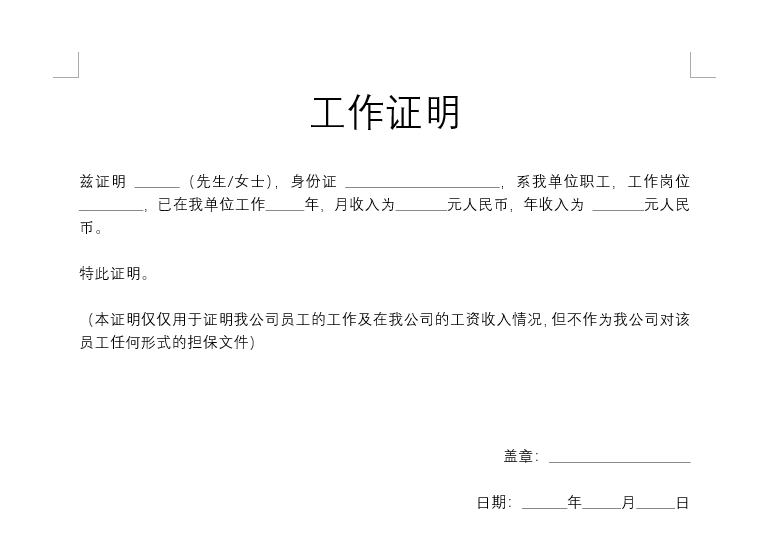 工作证明
兹证明 ______（先生/女士），身份证 ____________________，系我单位职工，工作岗位
________，已在我单位工作_____年，月收入为_______元人民币，年收入为 _______元人民
币。
特此证明。
（本证明仅仅用于证明我公司员工的工作及在我公司的工资收入情况,但不作为我公司对该
员工任何形式的担保文件）
盖章：__________________
日期：______年_____月_____日